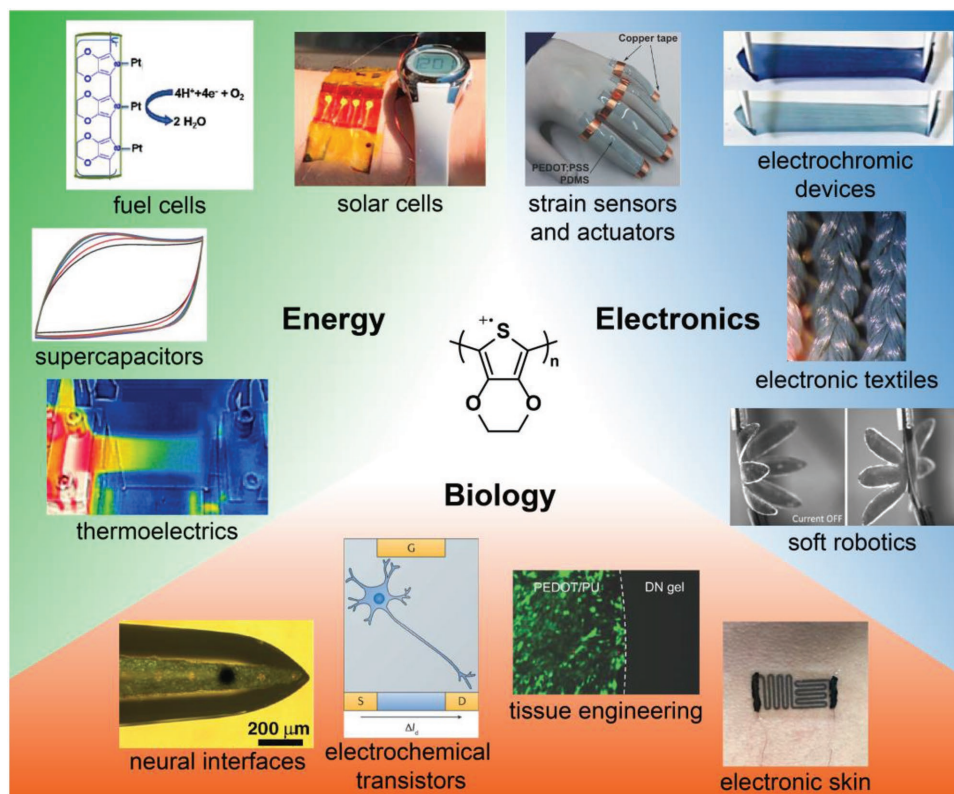 Pt
Pt
Pt
4H⁺+4e⁻+ O₂
2 H₂O
fuel cells
solar cells
Copper tape
PEDOT:PSS
PDMS
strain sensors
and actuators
electrochromic
devices
supercapacitors
Energy
Electronics
+•
S
n
O
O
electronic textiles
thermoelectrics
Biology
Current OFF
soft robotics
G
S
D
ΔI_d
electrochemical
transistors
200 μm
neural interfaces
PEDOT/PU
DN gel
tissue engineering
electronic skin